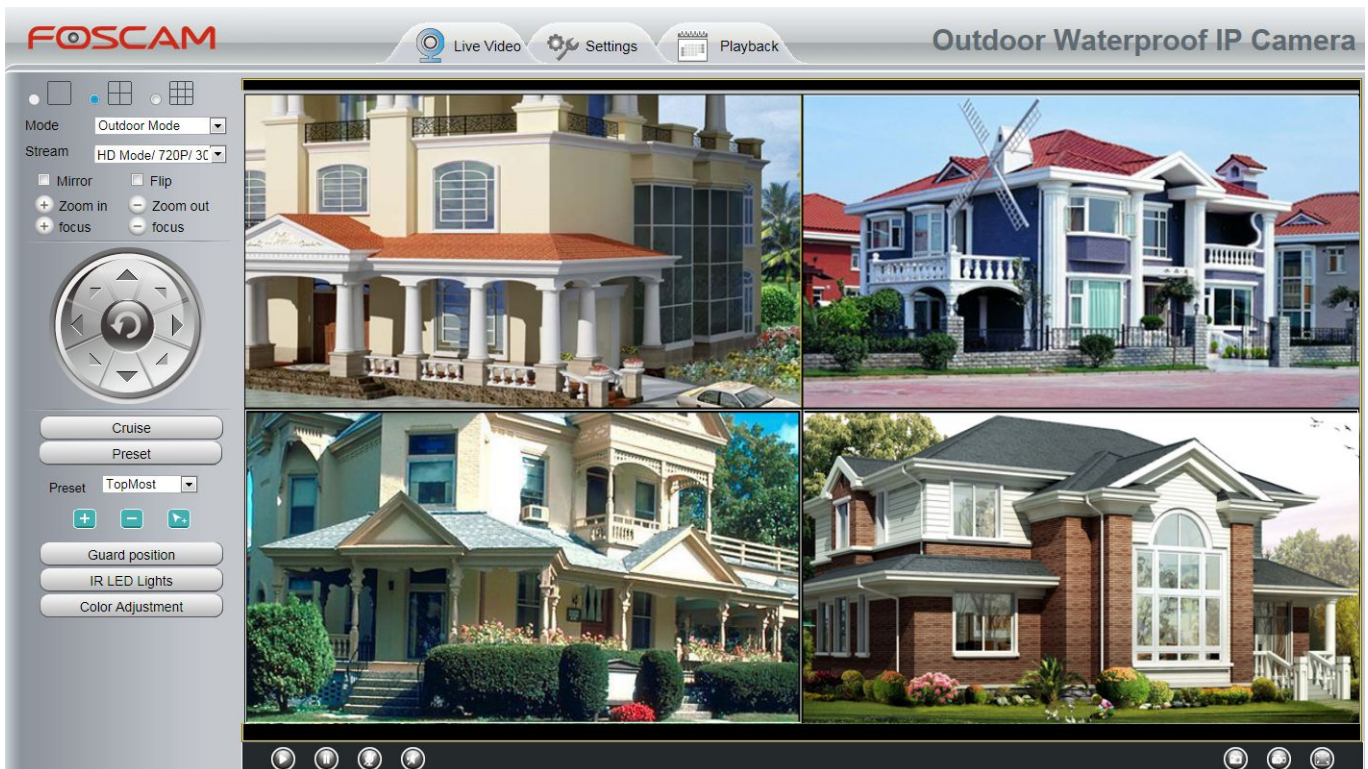 FOSCAM
Live Video
Settings
Playback
Outdoor Waterproof IP Camera
Mode
Outdoor Mode
Stream
HD Mode/ 720P/ 30
Mirror
Flip
Zoom in
Zoom out
focus
focus
Cruise
Preset
Preset
TopMost
Guard position
IR LED Lights
Color Adjustment